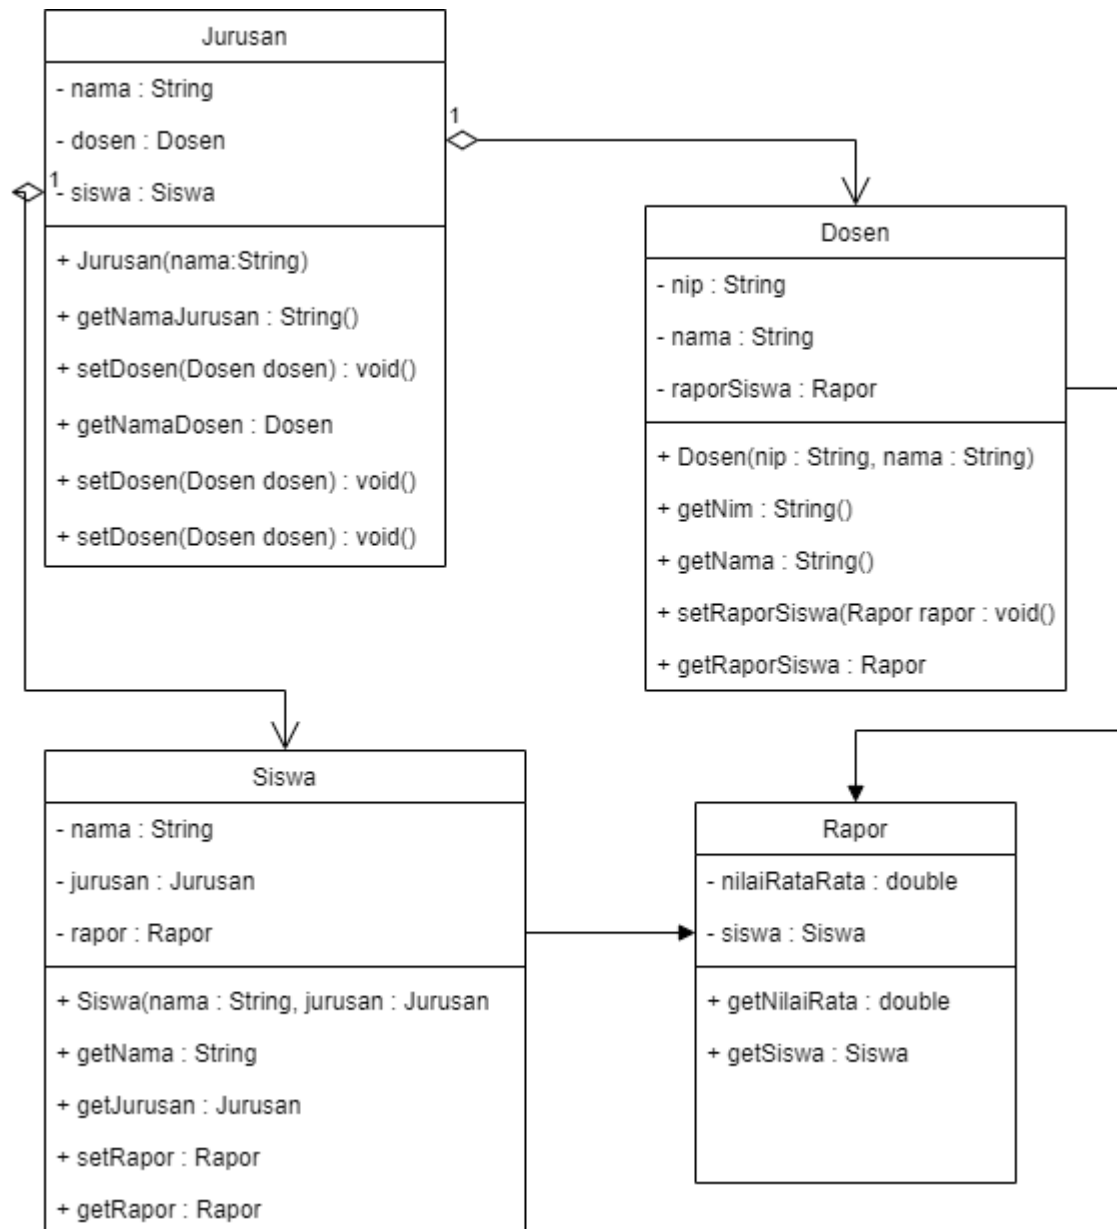 Jurusan
- nama : String
- dosen : Dosen
- siswa : Siswa
+ Jurusan(nama:String)
+ getNamaJurusan : String()
+ setDosen(Dosen dosen) : void()
+ getNamaDosen : Dosen
+ setDosen(Dosen dosen) : void()
+ setDosen(Dosen dosen) : void()
1
1
Dosen
- nip : String
- nama : String
- raporSiswa : Rapor
+ Dosen(nip : String, nama : String)
+ getNim : String()
+ getNama : String()
+ setRaporSiswa(Rapor rapor : void()
+ getRaporSiswa : Rapor
Siswa
- nama : String
- jurusan : Jurusan
- rapor : Rapor
+ Siswa(nama : String, jurusan : Jurusan
+ getNama : String
+ getJurusan : Jurusan
+ setRapor : Rapor
+ getRapor : Rapor
Rapor
- nilaiRataRata : double
- siswa : Siswa
+ getNilaiRata : double
+ getSiswa : Siswa